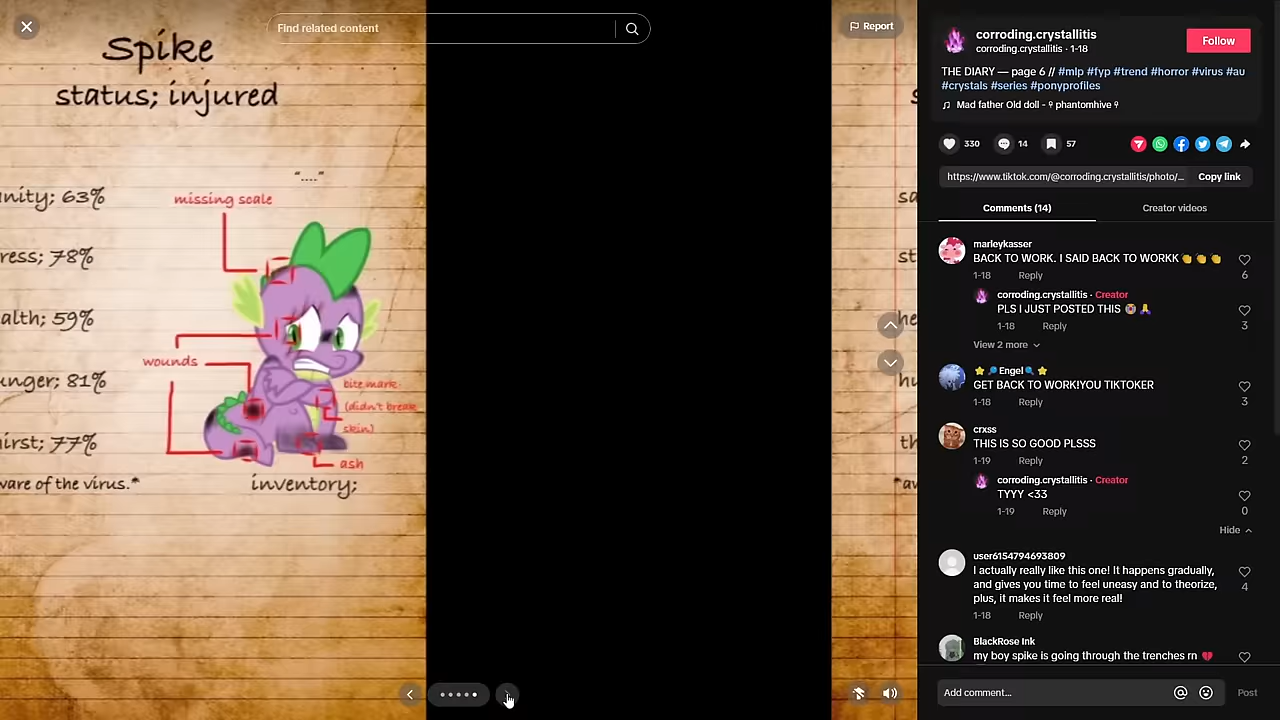 Find related content
Report
Spike
status; injured
"...."
missing scale
nity; 63%
ress; 78%
alth; 59%
unger; 81%
hirst; 77%
ware of the virus.*
wounds
bite mark
(didn't break
skin)
ash
inventory;
sa
st
he
hu
th
*aw
corroding.crystallitis
corroding.crystallitis · 1-18
Follow
THE DIARY — page 6 // #mlp #fyp #trend #horror #virus #au
#crystals #series #ponyprofiles
Mad father Old doll - ♀ phantomhive ♀
330
14
57
https://www.tiktok.com/@corroding.crystallitis/photo/...
Copy link
Comments (14)
Creator videos
marleykasser
BACK TO WORK. I SAID BACK TO WORKK 👏 👏 👏
6
1-18 Reply
corroding.crystallitis · Creator
PLS I JUST POSTED THIS 😭 🙏
3
1-18 Reply
View 2 more
⭐🔎Engel🔍⭐
GET BACK TO WORK!YOU TIKTOKER
3
1-18 Reply
crxss
THIS IS SO GOOD PLSSS
2
1-19 Reply
corroding.crystallitis · Creator
TYYY <33
0
1-19 Reply
Hide
user6154794693809
I actually really like this one! It happens gradually,
and gives you time to feel uneasy and to theorize,
plus, it makes it feel more real!
4
1-18 Reply
BlackRose Ink
my boy spike is going through the trenches rn 💔
Add comment...
Post